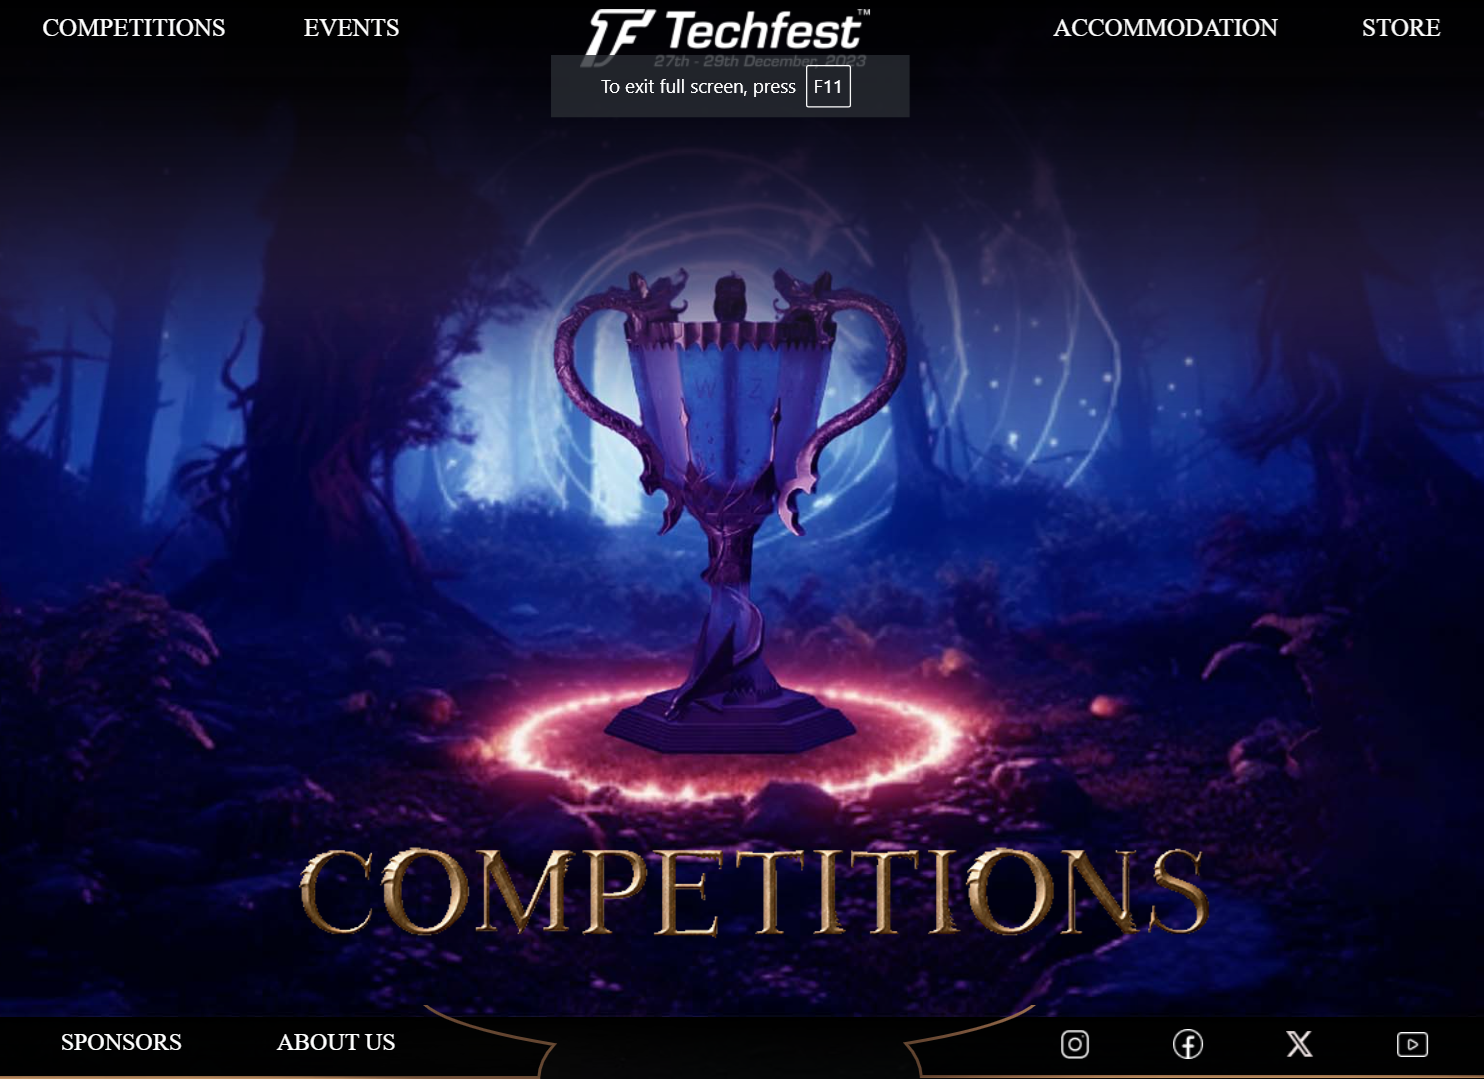 COMPETITIONS EVENTS Techfest™ ACCOMMODATION STORE
27th - 29th December, 2023
To exit full screen, press F11
W I Z
COMPETITIONS
SPONSORS ABOUT US